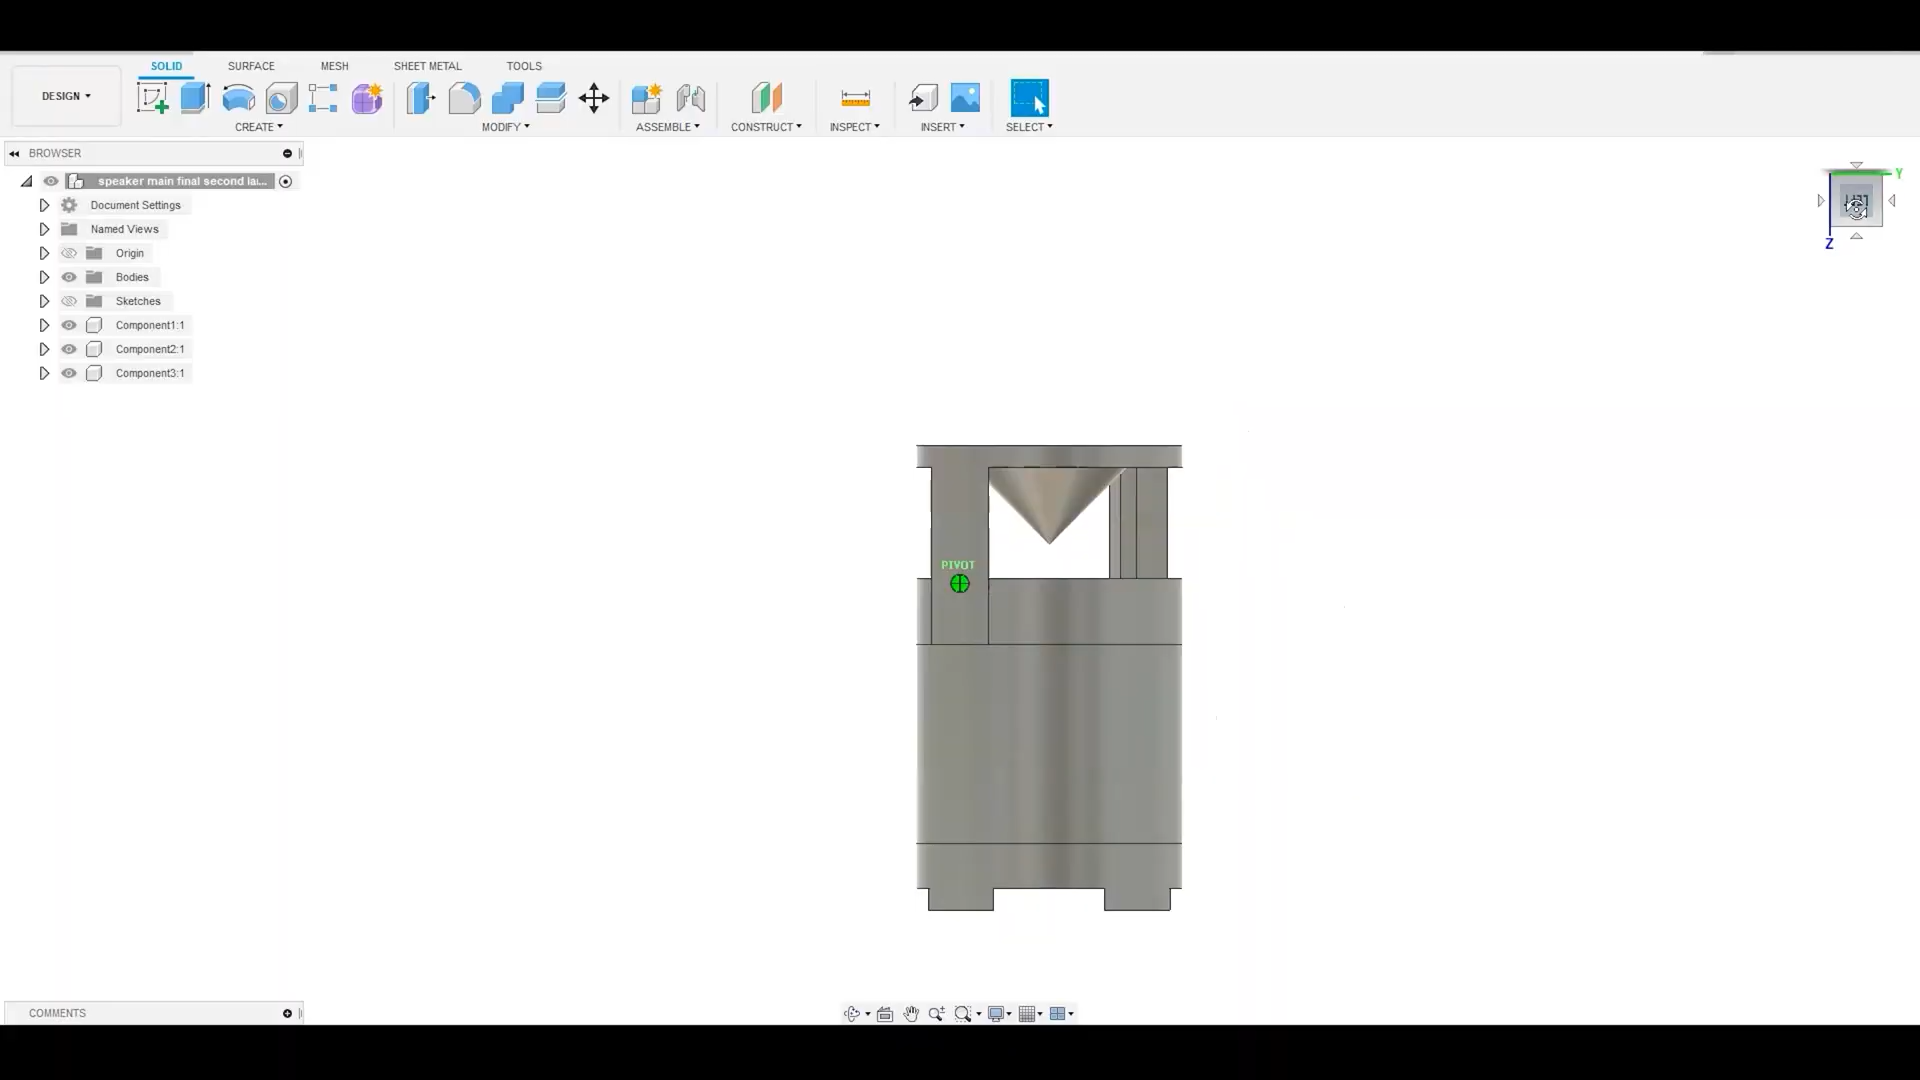 SOLID SURFACE MESH SHEET METAL TOOLS
DESIGN
CREATE MODIFY ASSEMBLE CONSTRUCT INSPECT INSERT SELECT
BROWSER
speaker main final second la...
Document Settings
Named Views
Origin
Bodies
Sketches
Component1:1
Component2:1
Component3:1
Y
LEFT
Z
PIVOT
COMMENTS